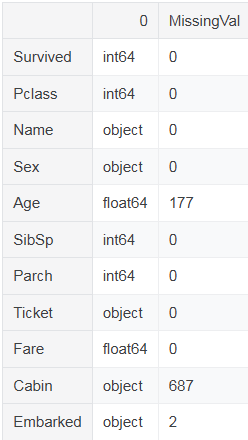 0 MissingVal
Survived int64 0
Pclass int64 0
Name object 0
Sex object 0
Age float64 177
SibSp int64 0
Parch int64 0
Ticket object 0
Fare float64 0
Cabin object 687
Embarked object 2